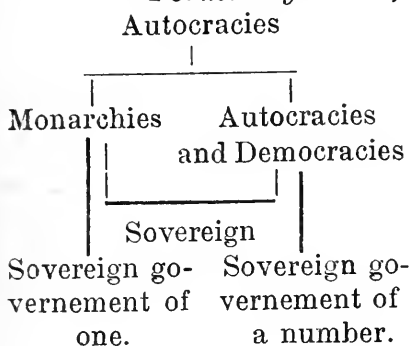 Autocracies
Monarchies Autocracies
and Democracies
Sovereign
Sovereign go- Sovereign go-
vernement of vernement of
one. a number.